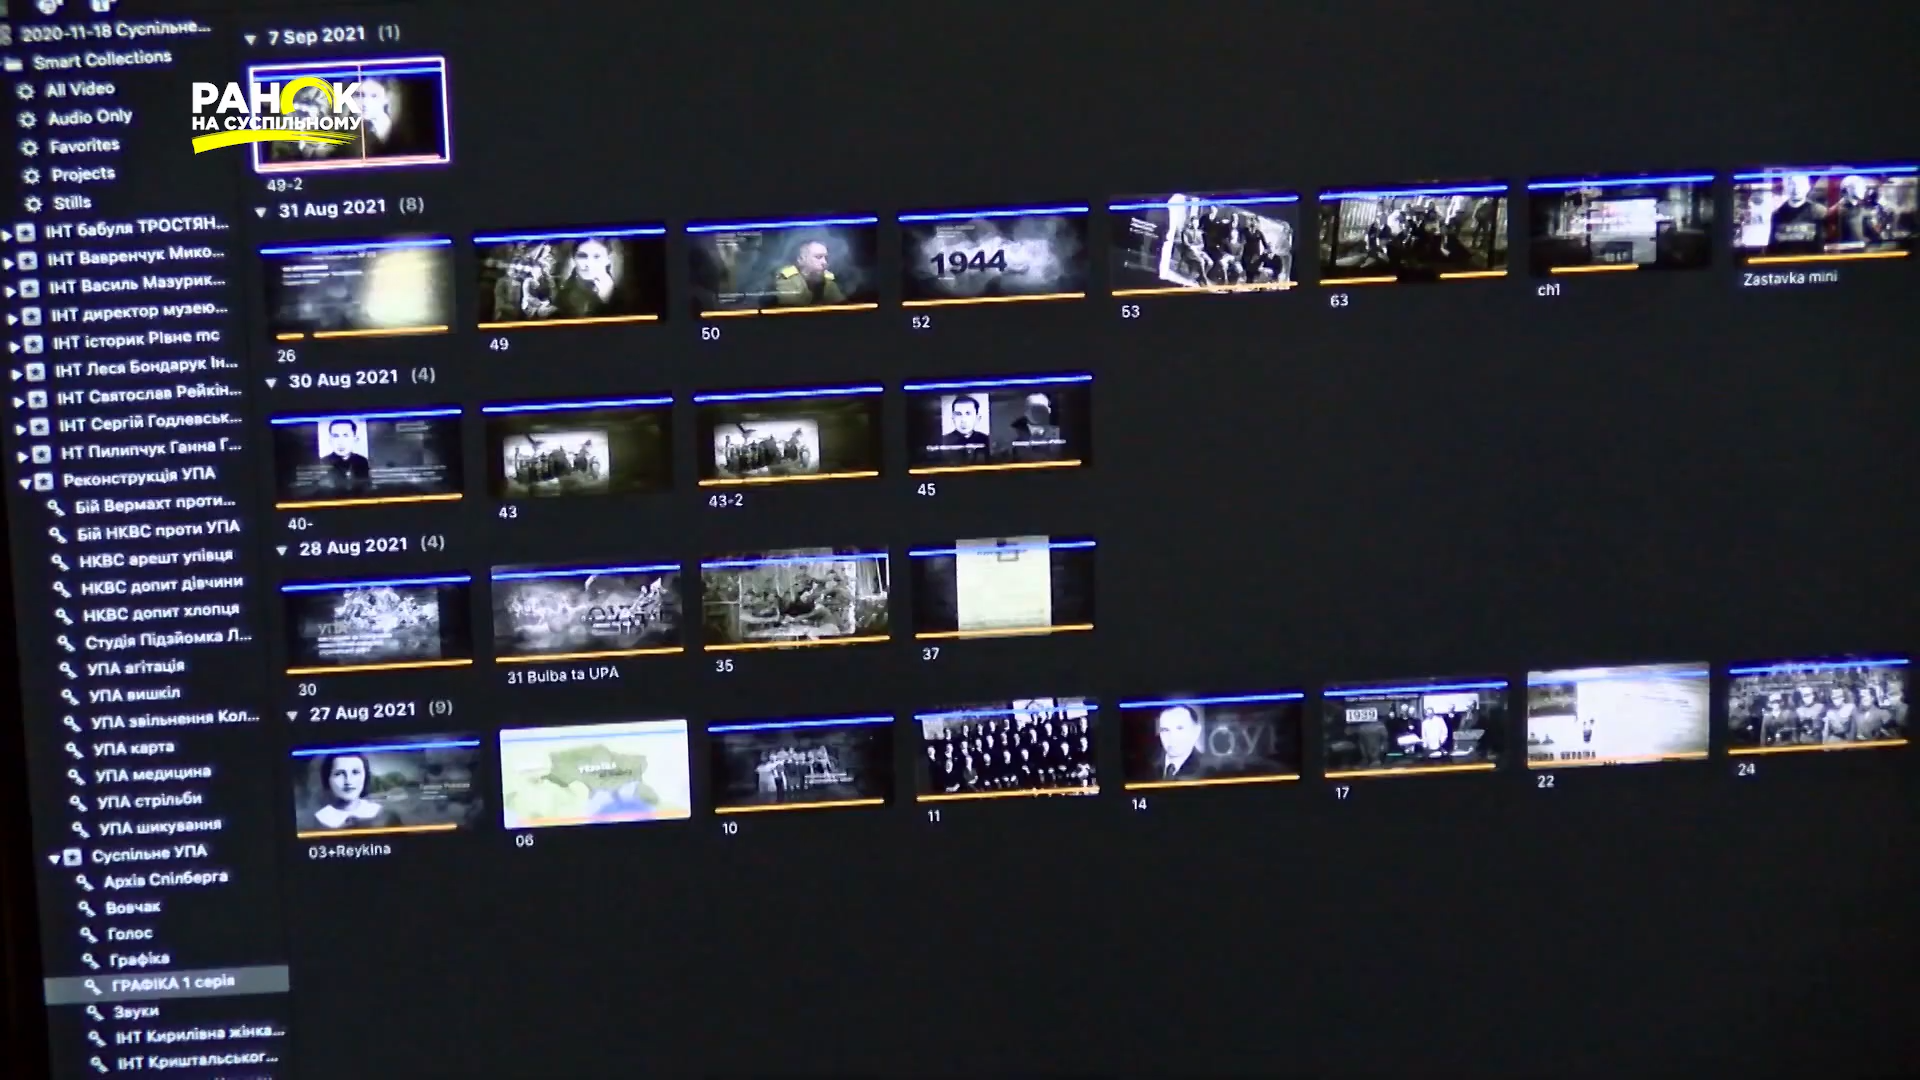 2020-11-18 Суспільне...
Smart Collections
All Video
Audio Only
Favorites
Projects
Stills
ІНТ бабуля ТРОСТЯН...
ІНТ Вавренчук Мико...
ІНТ Василь Мазурик...
ІНТ директор музею...
ІНТ історик Рівне mc
ІНТ Леся Бондарук Ін...
ІНТ Святослав Рейкін...
ІНТ Сергій Годлевськ...
НТ Пилипчук Ганна Г...
Реконструкція УПА
Бій Вермахт проти...
Бій НКВС проти УПА
НКВС арешт упівця
НКВС допит дівчини
НКВС допит хлопця
Студія Підайомка Л...
УПА агітація
УПА вишкіл
УПА звільнення Кол...
УПА карта
УПА медицина
УПА стрільби
УПА шикування
Суспільне УПА
Архів Спілберга
Вовчак
Голос
Графіка
ГРАФІКА 1 серія
Звуки
ІНТ Кирилівна жінка...
ІНТ Криштальськог...
РАНОК
НА СУСПІЛЬНОМУ
7 Sep 2021 (1)
49-2
31 Aug 2021 (8)
1944
26
49
50
52
53
63
ch1
Zastavka mini
30 Aug 2021 (4)
40-
43
43-2
45
28 Aug 2021 (4)
30
31 Bulba ta UPA
35
37
27 Aug 2021 (9)
Україна
ОУН
1939
03+Reykina
06
10
11
14
17
22
24